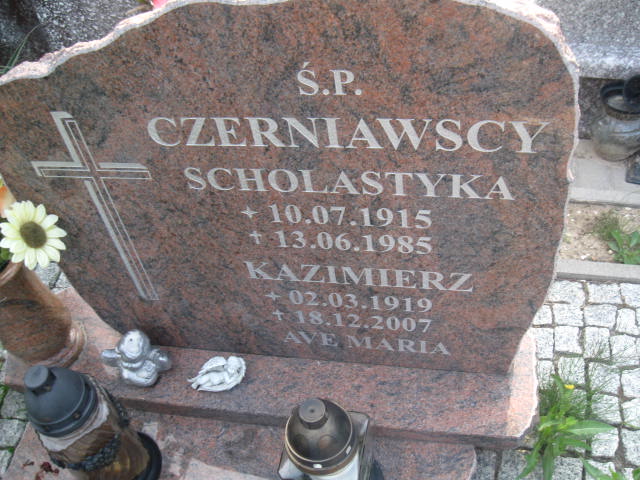 Ś.P.
CZERNIAWSCY
SCHOLASTYKA
✦ 10.07.1915
✝ 13.06.1985
KAZIMIERZ
✦ 02.03.1919
✝ 18.12.2007
AVE MARIA